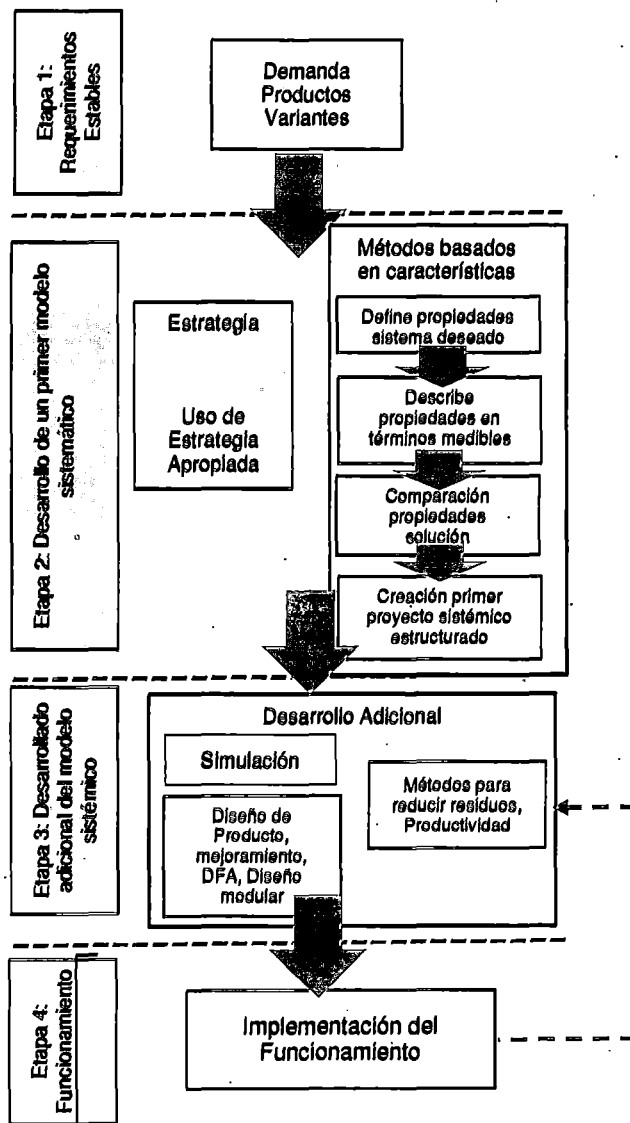 Etapa 1:
Requerimientos
Estables
Demanda
Productos
Variantes
Etapa 2: Desarrollo de un primer modelo
sistemático
Estrategia
Uso de
Estrategia
Apropiada
Métodos basados
en características
Define propiedades
sistema deseado
Describe
propiedades en
términos medibles
Comparación
propiedades
solución
Creación primer
proyecto sistémico
estructurado
Etapa 3: Desarrollado
adicional del modelo
sistémico
Desarrollo Adicional
Simulación
Diseño de
Producto,
mejoramiento,
DFA, Diseño
modular
Métodos para
reducir residuos,
Productividad
Etapa 4:
Funcionamiento
Implementación del
Funcionamiento